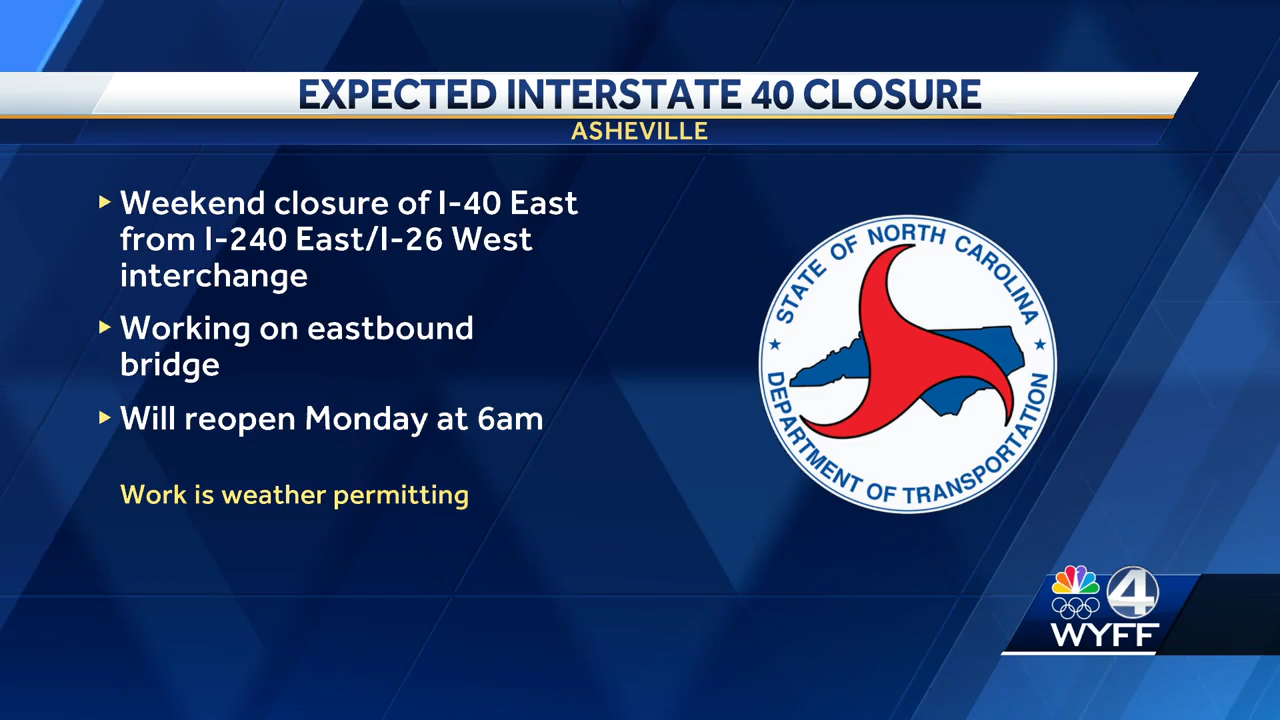 EXPECTED INTERSTATE 40 CLOSURE
ASHEVILLE
Weekend closure of I-40 East
from I-240 East/I-26 West
interchange
Working on eastbound
bridge
Will reopen Monday at 6am
Work is weather permitting
STATE OF NORTH CAROLINA
DEPARTMENT OF TRANSPORTATION
4
WYFF